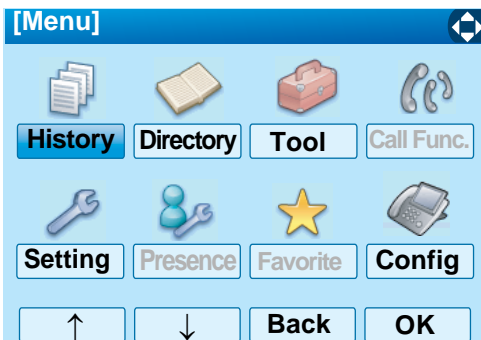 [Menu]
History Directory Tool Call Func.
Setting Presence Favorite Config
↑ ↓ Back OK